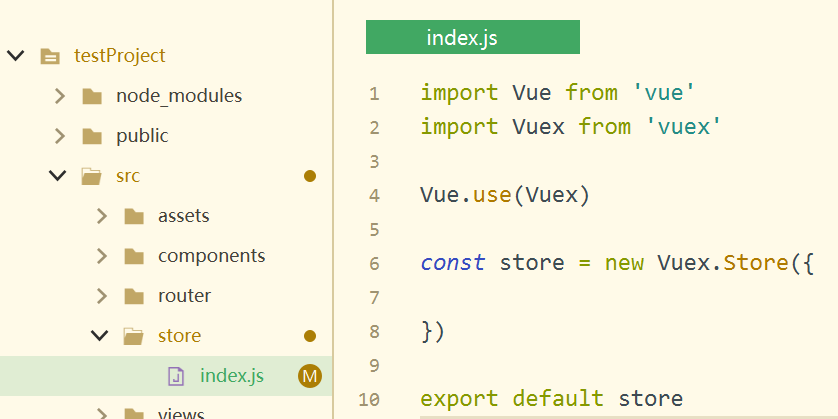 testProject
node_modules
public
src
assets
components
router
store
index.js M
views
index.js
1 import Vue from 'vue'
2 import Vuex from 'vuex'
3
4 Vue.use(Vuex)
5
6 const store = new Vuex.Store({
7
8 })
9
10 export default store